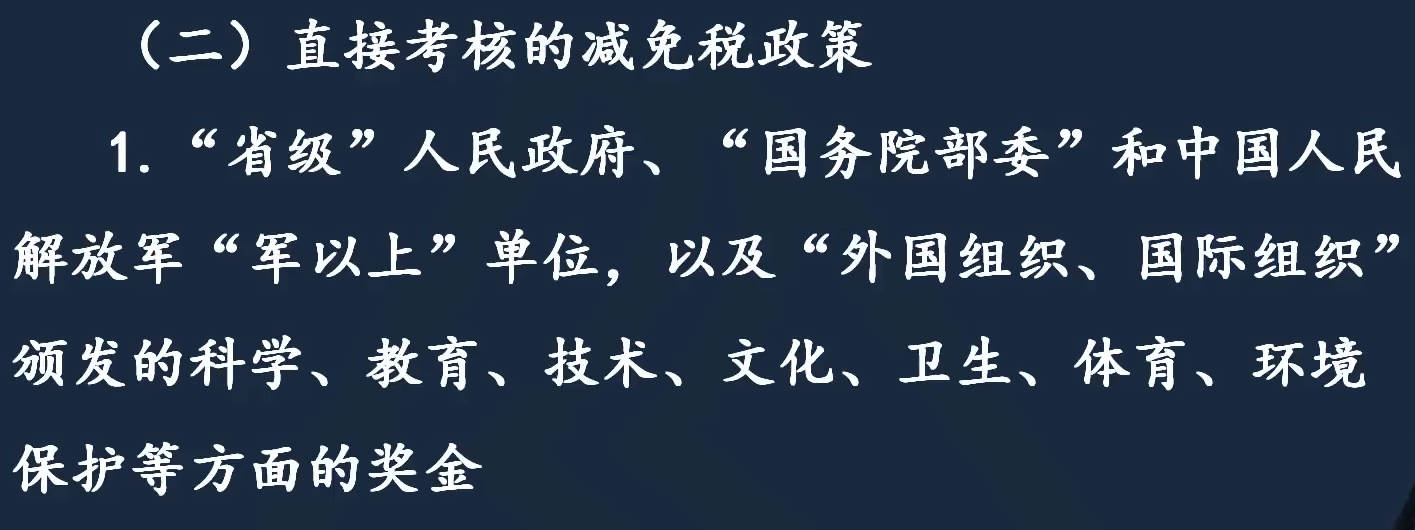 （二）直接考核的减免税政策
1.“省级”人民政府、“国务院部委”和中国人民
解放军“军以上”单位，以及“外国组织、国际组织”
颁发的科学、教育、技术、文化、卫生、体育、环境
保护等方面的奖金